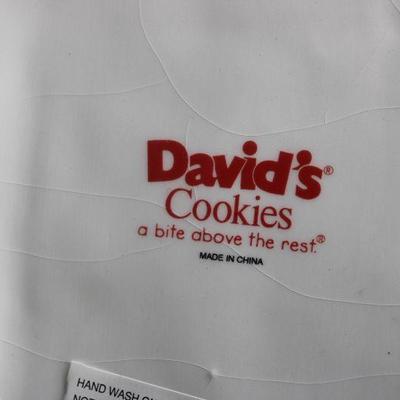 David's®
Cookies
a bite above the rest.®
MADE IN CHINA
HAND WASH